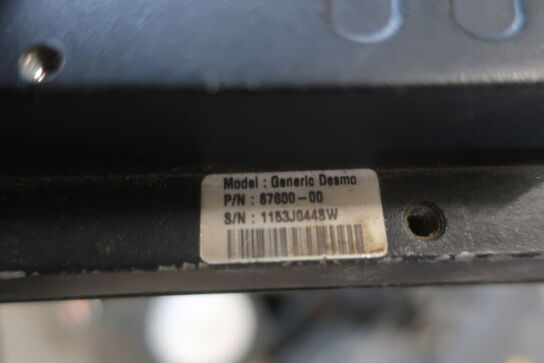 Model : Generic Desmo
P/N : 87600-00
S/N : 1153J0448W